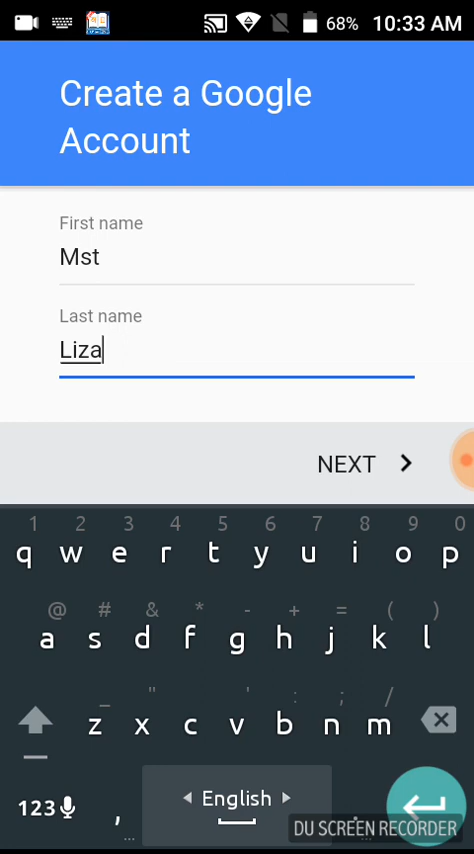 68% 10:33 AM
Create a Google
Account
First name
Mst
Last name
Liza
NEXT
1 2 3 4 5 6 7 8 9 0
q w e r t y u i o p
@ # & * - + = ( )
a s d f g h j k l
_ " ' : ; /
z x c v b n m
123 , English .
... ...
DU SCREEN RECORDER